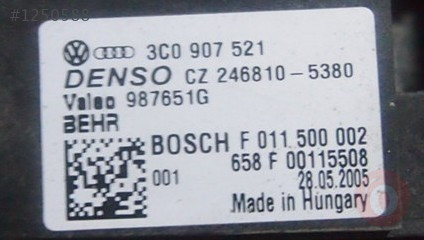 #1250588
3C0 907 521
DENSO CZ 246810-5380
Valeo 987651G
BEHR
BOSCH F 011 500 002
658 F 00115508
001
28.05.2005
Made in Hungary